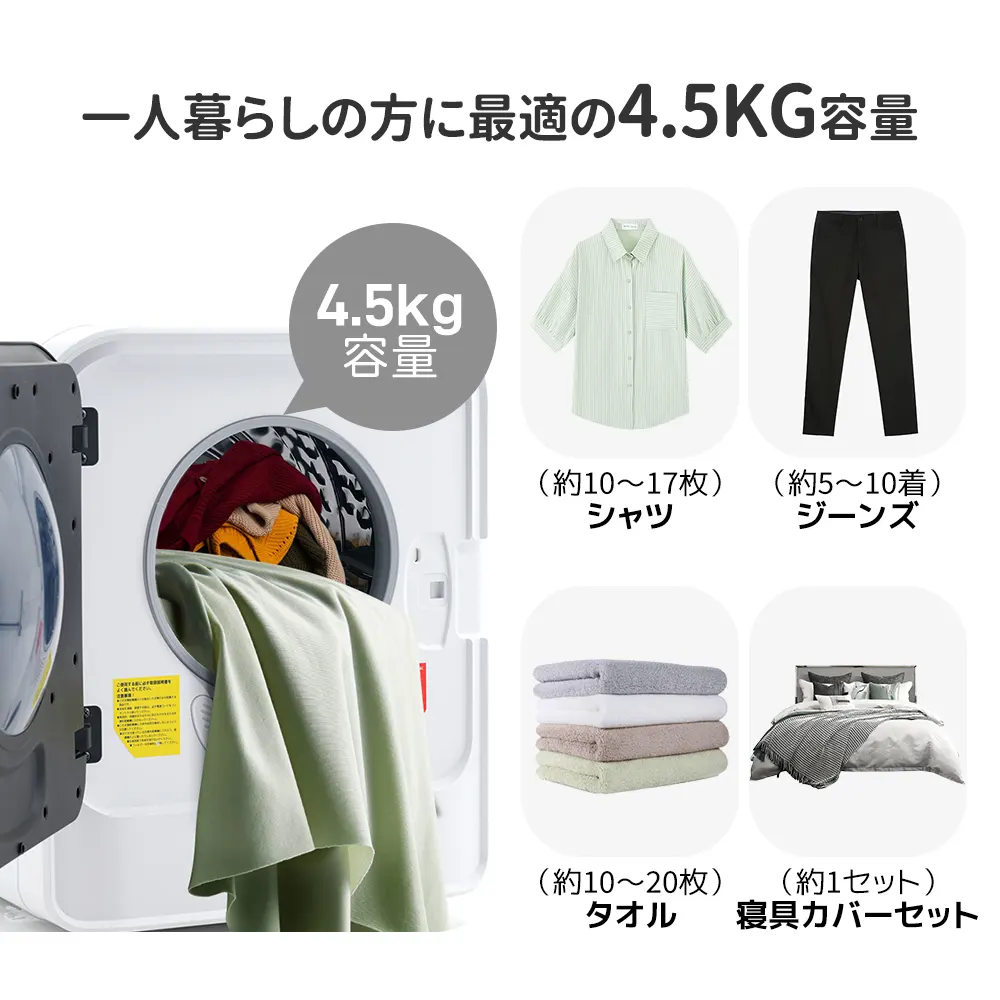 一人暮らしの方に最適の4.5KG容量
4.5kg
容量
（約10～17枚）
シャツ
（約5～10着）
ジーンズ
（約10～20枚）
タオル
（約1セット）
寝具カバーセット